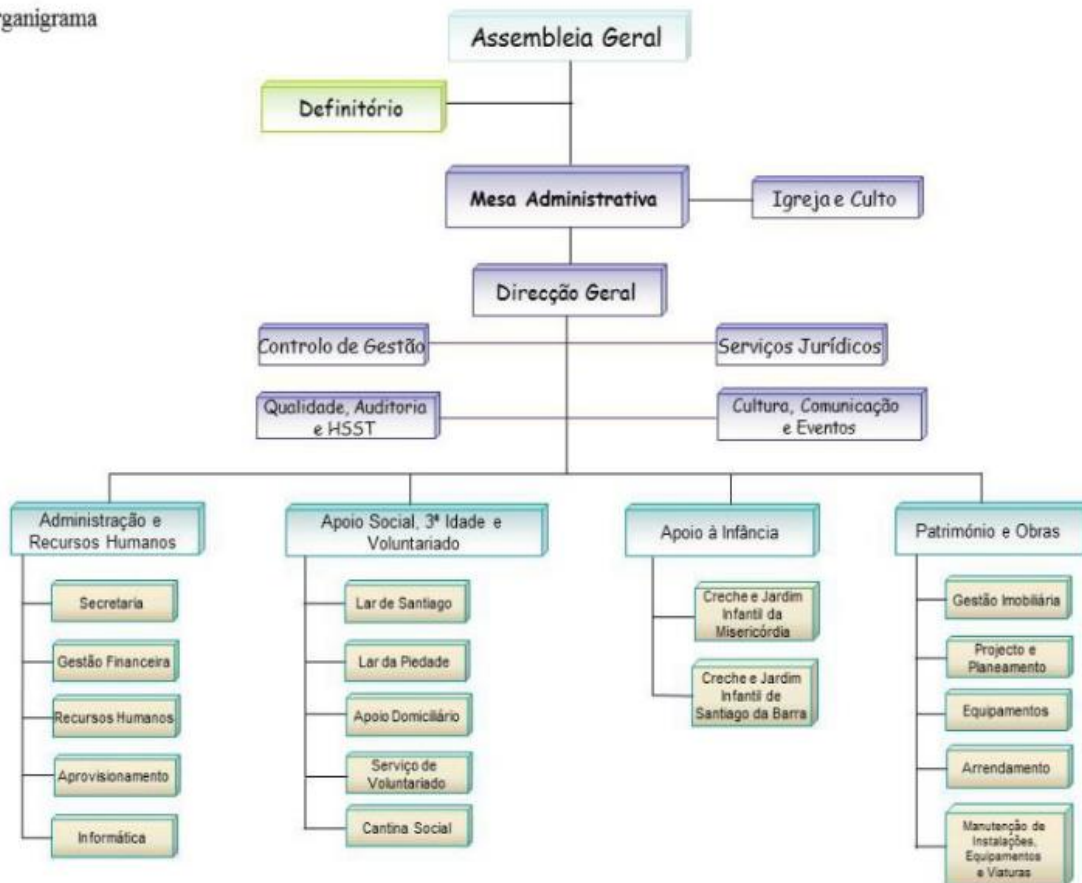 rganigrama
Assembleia Geral
Definitório
Mesa Administrativa
Igreja e Culto
Direcção Geral
Controlo de Gestão
Serviços Jurídicos
Qualidade, Auditoria
e HSST
Cultura, Comunicação
e Eventos
Administração e
Recursos Humanos
Apoio Social, 3ª Idade e
Voluntariado
Apoio à Infância
Património e Obras
Secretaria
Gestão Financeira
Recursos Humanos
Aprovisionamento
Informática
Lar de Santiago
Lar da Piedade
Apoio Domiciliário
Serviço de
Voluntariado
Cantina Social
Creche e Jardim
Infantil da
Misericórdia
Creche e Jardim
Infantil de
Santiago da Barra
Gestão Imobiliária
Projecto e
Planeamento
Equipamentos
Arrendamento
Manutenção de
Instalações,
Equipamentos
e Viaturas